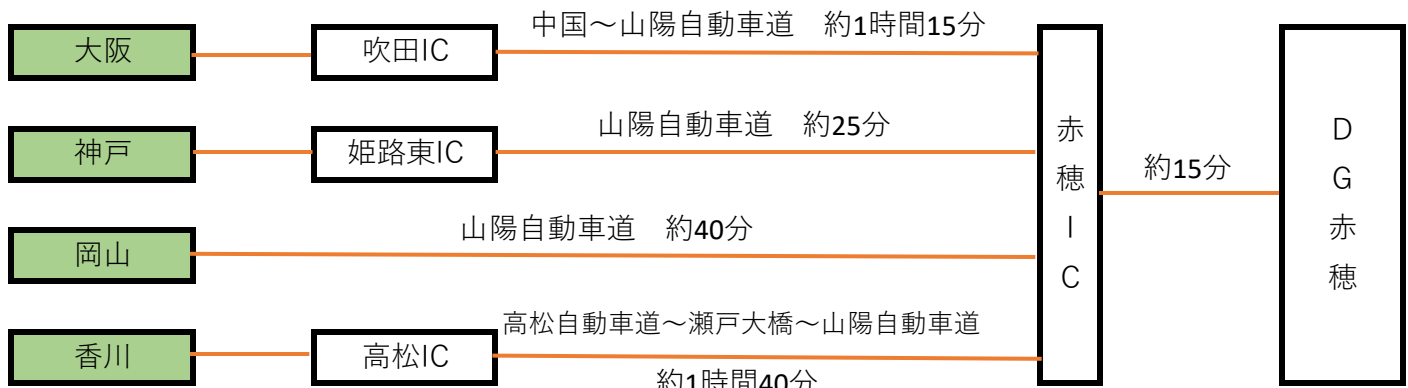 大阪
吹田IC
中国～山陽自動車道　約1時間15分
神戸
姫路東IC
山陽自動車道　約25分
岡山
山陽自動車道　約40分
香川
高松IC
高松自動車道～瀬戸大橋～山陽自動車道
約1時間40分
赤穂IC
約15分
DG赤穂